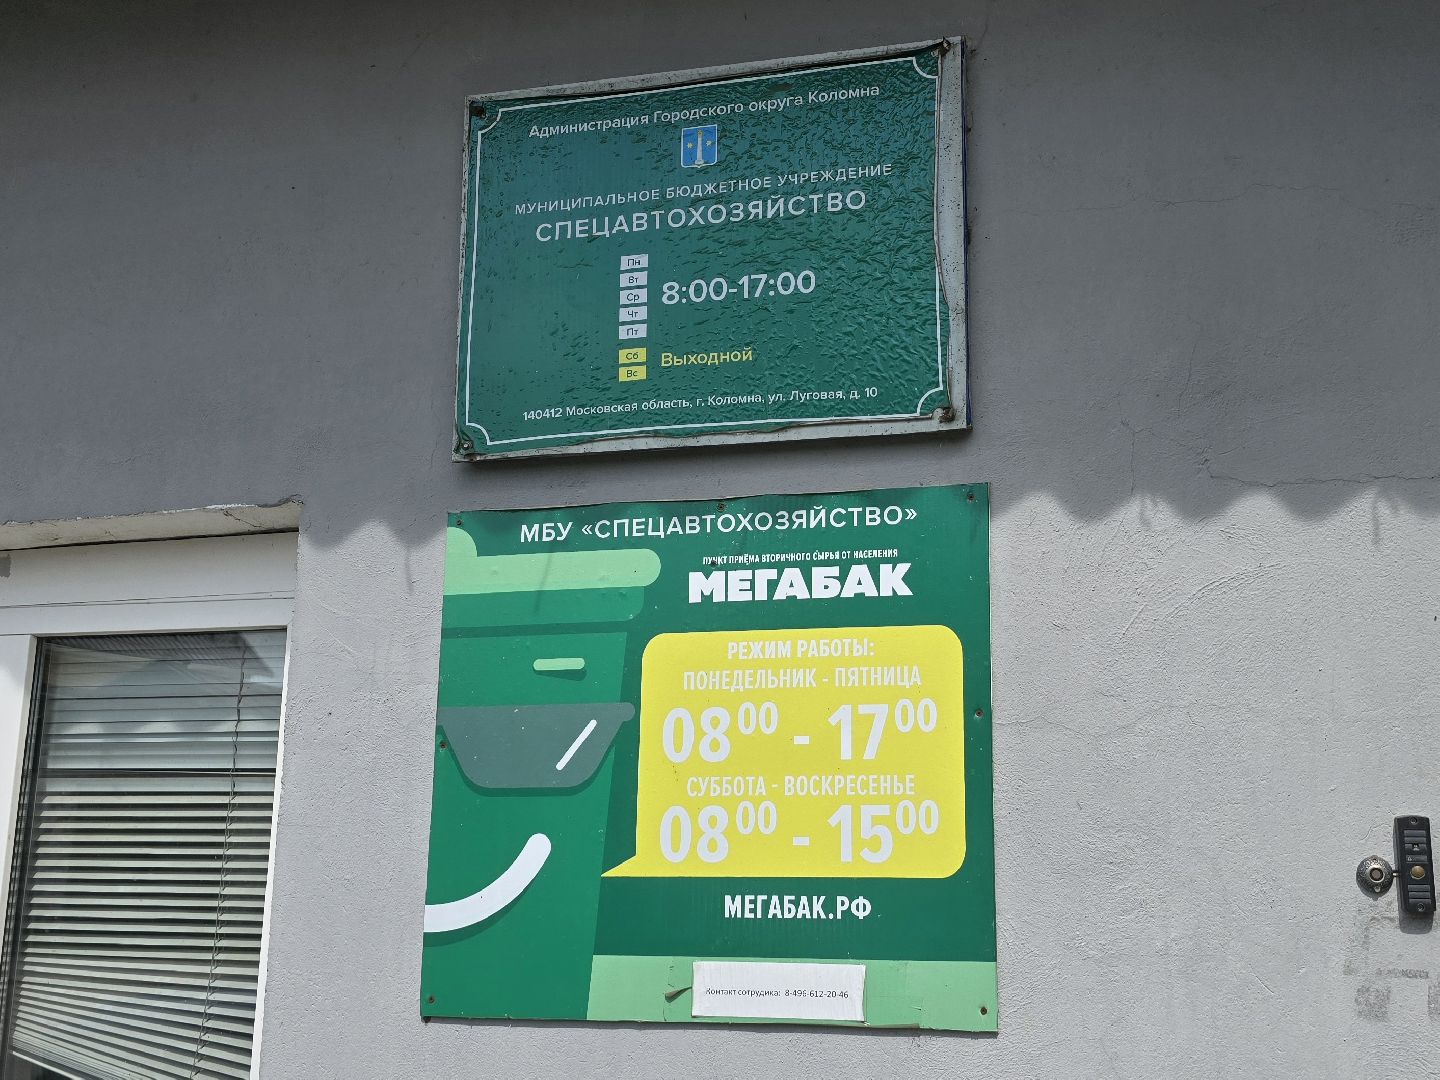 Администрация Городского округа Коломна
МУНИЦИПАЛЬНОЕ БЮДЖЕТНОЕ УЧРЕЖДЕНИЕ
СПЕЦАВТОХОЗЯЙСТВО
Пн
Вт
Ср
Чт
Пт
8:00-17:00
Сб
Вс
Выходной
140412 Московская область, г. Коломна, ул. Луговая, д. 10
МБУ «СПЕЦАВТОХОЗЯЙСТВО»
ПУНКТ ПРИЁМА ВТОРИЧНОГО СЫРЬЯ ОТ НАСЕЛЕНИЯ
МЕГАБАК
РЕЖИМ РАБОТЫ:
ПОНЕДЕЛЬНИК - ПЯТНИЦА
08⁰⁰ - 17⁰⁰
СУББОТА - ВОСКРЕСЕНЬЕ
08⁰⁰ - 15⁰⁰
МЕГАБАК.РФ
Контакт сотрудика: 8-496-612-20-46